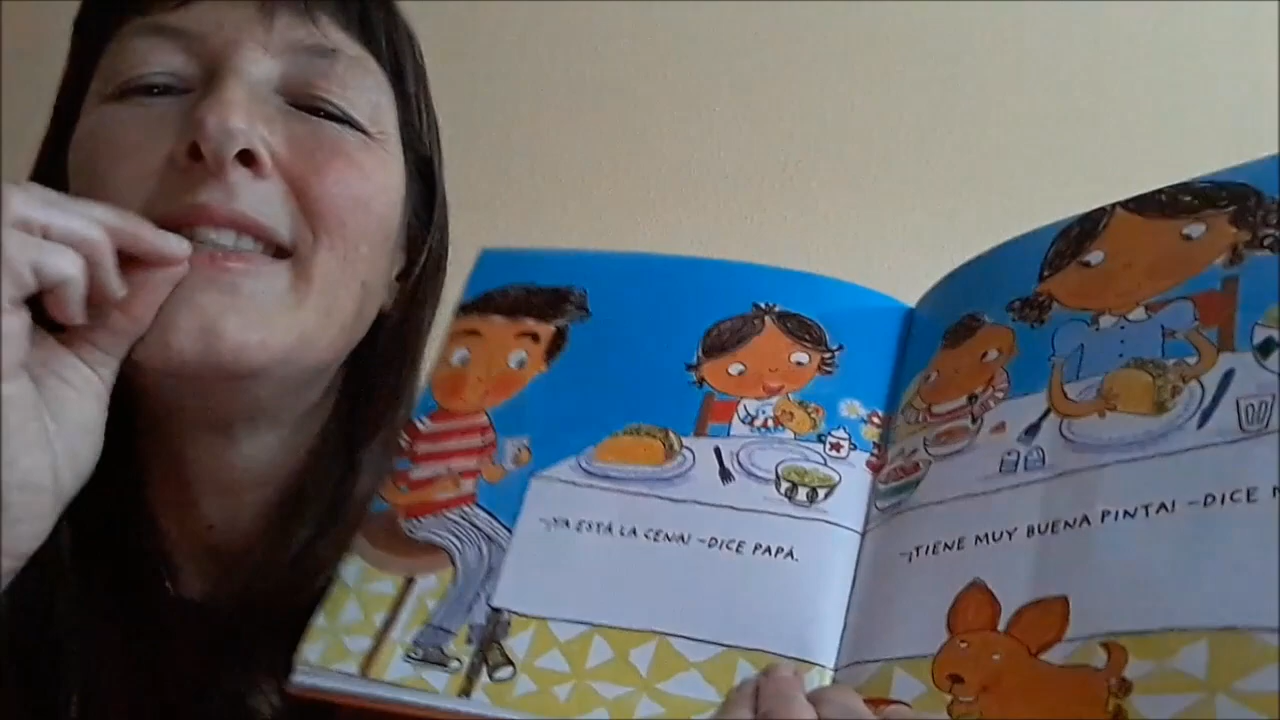 –¡YA ESTÁ LA CENA! –DICE PAPÁ.
–¡TIENE MUY BUENA PINTA! –DICE